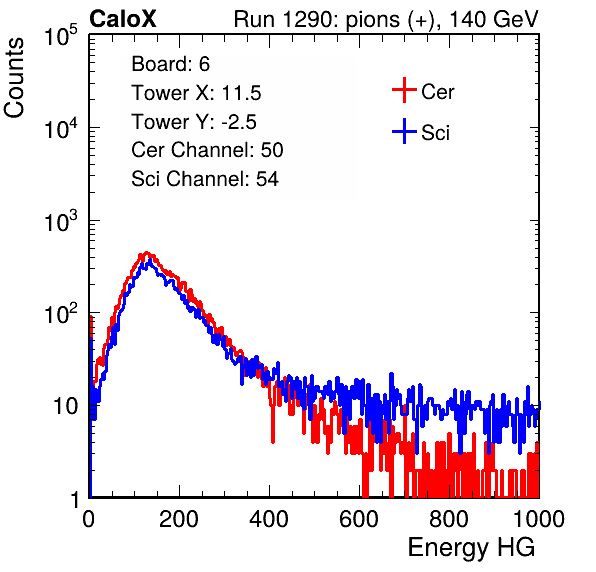 CaloX Run 1290: pions (+), 140 GeV
Counts
10^5
10^4
10^3
10^2
10
1
Board: 6
Tower X: 11.5
Tower Y: -2.5
Cer Channel: 50
Sci Channel: 54
Cer
Sci
0 200 400 600 800 1000
Energy HG